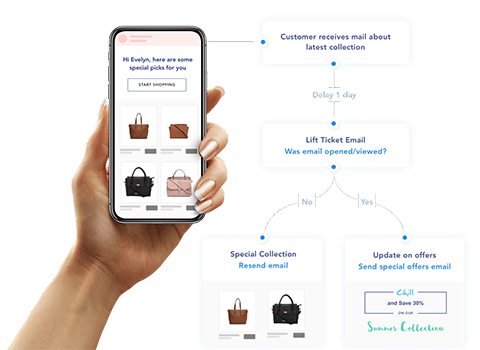 Hi Evelyn, here are some
special picks for you
START SHOPPING
Customer receives mail about
latest collection
Delay 1 day
Lift Ticket Email
Was email opened/viewed?
No
Yes
Special Collection
Resend email
Update on offers
Send special offers email
Chill
and Save 30%
ON OUR
Summer Collection